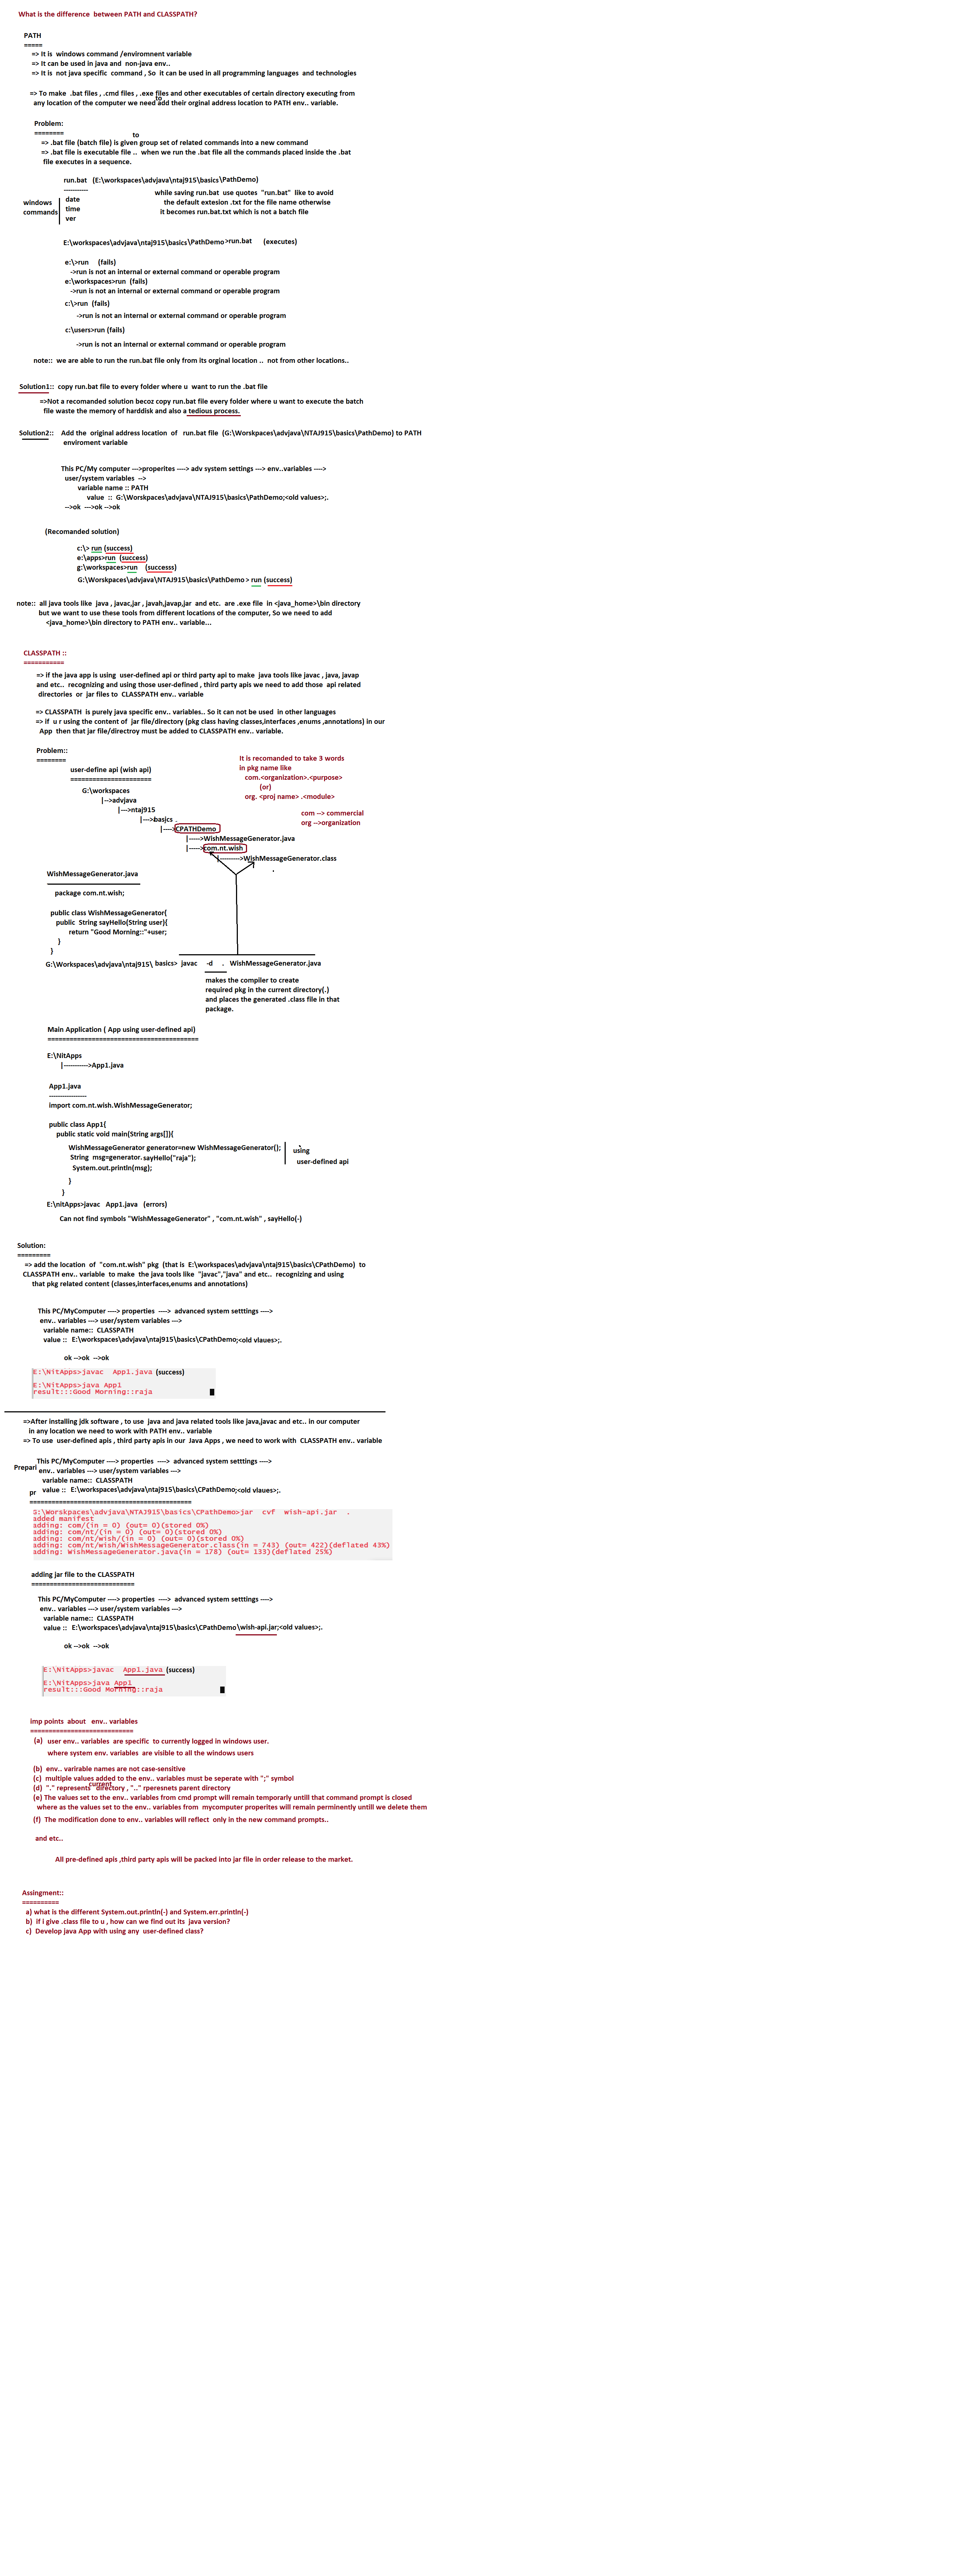 What is the difference  between PATH and CLASSPATH?
PATH
=====
=> It is  windows command /enviromnent variable
=> It can be used in java and  non-java env..
=> It is  not java specific  command , So  it can be used in all programming languages  and technologies
=> To make  .bat files , .cmd files , .exe files and other executables of certain directory executing from
to
any location of the computer we need add their orginal address location to PATH env.. variable.
Problem:
========
to
=> .bat file (batch file) is given group set of related commands into a new command
=> .bat file is executable file ..  when we run the .bat file all the commands placed inside the .bat
file executes in a sequence.
run.bat   (E:\workspaces\advjava\ntaj915\basics\PathDemo)
-----------
windows
commands
date
time
ver
while saving run.bat  use quotes  "run.bat"  like to avoid
the default extesion .txt for the file name otherwise
it becomes run.bat.txt which is not a batch file
E:\workspaces\advjava\ntaj915\basics\PathDemo>run.bat      (executes)
e:\>run     (fails)
->run is not an internal or external command or operable program
e:\workspaces>run  (fails)
->run is not an internal or external command or operable program
c:\>run  (fails)
->run is not an internal or external command or operable program
c:\users>run (fails)
->run is not an internal or external command or operable program
note::  we are able to run the run.bat file only from its orginal location ..  not from other locations..
Solution1::  copy run.bat file to every folder where u  want to run the .bat file
=>Not a recomanded solution becoz copy run.bat file every folder where u want to execute the batch
file waste the memory of harddisk and also a tedious process.
Solution2::    Add the  original address location  of   run.bat file  (G:\Worskpaces\advjava\NTAJ915\basics\PathDemo) to PATH
enviroment variable
This PC/My computer --->properites ----> adv system settings ---> env..variables ---->
user/system variables  -->
variable name :: PATH
value  ::  G:\Worskpaces\advjava\NTAJ915\basics\PathDemo;<old values>;.
-->ok  --->ok -->ok
(Recomanded solution)
c:\> run (success)
e:\apps>run  (success)
g:\workspaces>run    (successs)
G:\Worskpaces\advjava\NTAJ915\basics\PathDemo > run (success)
note::  all java tools like  java , javac,jar , javah,javap,jar  and etc.  are .exe file  in <java_home>\bin directory
but we want to use these tools from different locations of the computer, So we need to add
<java_home>\bin directory to PATH env.. variable...
CLASSPATH ::
===========
=> if the java app is using  user-defined api or third party api to make  java tools like javac , java, javap
and etc..  recognizing and using those user-defined , third party apis we need to add those  api related
directories  or  jar files to  CLASSPATH env.. variable
=> CLASSPATH  is purely java specific env.. variables.. So it can not be used  in other languages
=> if  u r using the content of  jar file/directory (pkg class having classes,interfaces ,enums ,annotations) in our
App  then that jar file/directroy must be added to CLASSPATH env.. variable.
Problem::
========
user-define api (wish api)
======================
It is recomanded to take 3 words
in pkg name like
com.<organization>.<purpose>
(or)
org. <proj name> .<module>
com --> commercial
org -->organization
G:\workspaces
|-->advjava
|--->ntaj915
|--->basjcs .
|---->CPATHDemo
|----->WishMessageGenerator.java
|----->com.nt.wish
|--------->WishMessageGenerator.class
WishMessageGenerator.java
package com.nt.wish;
public class WishMessageGenerator{
public  String sayHello(String user){
return "Good Morning::"+user;
}
}
G:\Workspaces\advjava\ntaj915\ basics>  javac    -d    .   WishMessageGenerator.java
makes the compiler to create
required pkg in the current directory(.)
and places the generated .class file in that
package.
Main Application ( App using user-defined api)
=========================================
E:\NitApps
|----------->App1.java
App1.java
-----------------
import com.nt.wish.WishMessageGenerator;
public class App1{
public static void main(String args[]){
WishMessageGenerator generator=new WishMessageGenerator();
String  msg=generator.sayHello("raja");
System.out.println(msg);
using
user-defined api
}
}
E:\nitApps>javac   App1.java   (errors)
Can not find symbols "WishMessageGenerator" , "com.nt.wish" , sayHello(-)
Solution:
=========
=> add the location  of  "com.nt.wish" pkg  (that is  E:\workspaces\advjava\ntaj915\basics\CPathDemo)  to
CLASSPATH env.. variable  to make  the java tools like  "javac","java" and etc..  recognizing and using
that pkg related content (classes,interfaces,enums and annotations)
This PC/MyComputer ----> properties  ---->  advanced system setttings ---->
env.. variables ---> user/system variables --->
variable name::  CLASSPATH
value ::   E:\workspaces\advjava\ntaj915\basics\CPathDemo;<old vlaues>;.
ok -->ok  -->ok
E:\NitApps>javac  App1.java (success)
E:\NitApps>java App1
result:::Good Morning::raja
=>After installing jdk software , to use  java and java related tools like java,javac and etc.. in our computer
in any location we need to work with PATH env.. variable
=> To use  user-defined apis , third party apis in our  Java Apps , we need to work with  CLASSPATH env.. variable
This PC/MyComputer ----> properties  ---->  advanced system setttings ---->
Prepari
env.. variables ---> user/system variables --->
variable name::  CLASSPATH
value ::   E:\workspaces\advjava\ntaj915\basics\CPathDemo;<old vlaues>;.
pr
============================================
G:\Worskpaces\advjava\NTAJ915\basics\CPathDemo>jar  cvf  wish-api.jar  .
added manifest
adding: com/(in = 0) (out= 0)(stored 0%)
adding: com/nt/(in = 0) (out= 0)(stored 0%)
adding: com/nt/wish/(in = 0) (out= 0)(stored 0%)
adding: com/nt/wish/WishMessageGenerator.class(in = 743) (out= 422)(deflated 43%)
adding: WishMessageGenerator.java(in = 178) (out= 133)(deflated 25%)
adding jar file to the CLASSPATH
============================
This PC/MyComputer ----> properties  ---->  advanced system setttings ---->
env.. variables ---> user/system variables --->
variable name::  CLASSPATH
value ::   E:\workspaces\advjava\ntaj915\basics\CPathDemo\wish-api.jar;<old values>;.
ok -->ok  -->ok
E:\NitApps>javac  App1.java (success)
E:\NitApps>java App1
result:::Good Morning::raja
imp points  about   env.. variables
============================
(a)   user env.. variables  are specific  to currently logged in windows user.
where system env. variables  are visible to all the windows users
(b)  env.. varirable names are not case-sensitive
(c)  multiple values added to the env.. variables must be seperate with ";" symbol
current
(d)  "." represents   directory , ".." rperesnets parent directory
(e) The values set to the env.. variables from cmd prompt will remain temporarly untill that command prompt is closed
where as the values set to the env.. variables from  mycomputer properites will remain perminently untill we delete them
(f)  The modification done to env.. variables will reflect  only in the new command prompts..
and etc..
All pre-defined apis ,third party apis will be packed into jar file in order release to the market.
Assingment::
==========
a) what is the different System.out.println(-) and System.err.println(-)
b)  if i give .class file to u , how can we find out its  java version?
c)  Develop java App with using any  user-defined class?